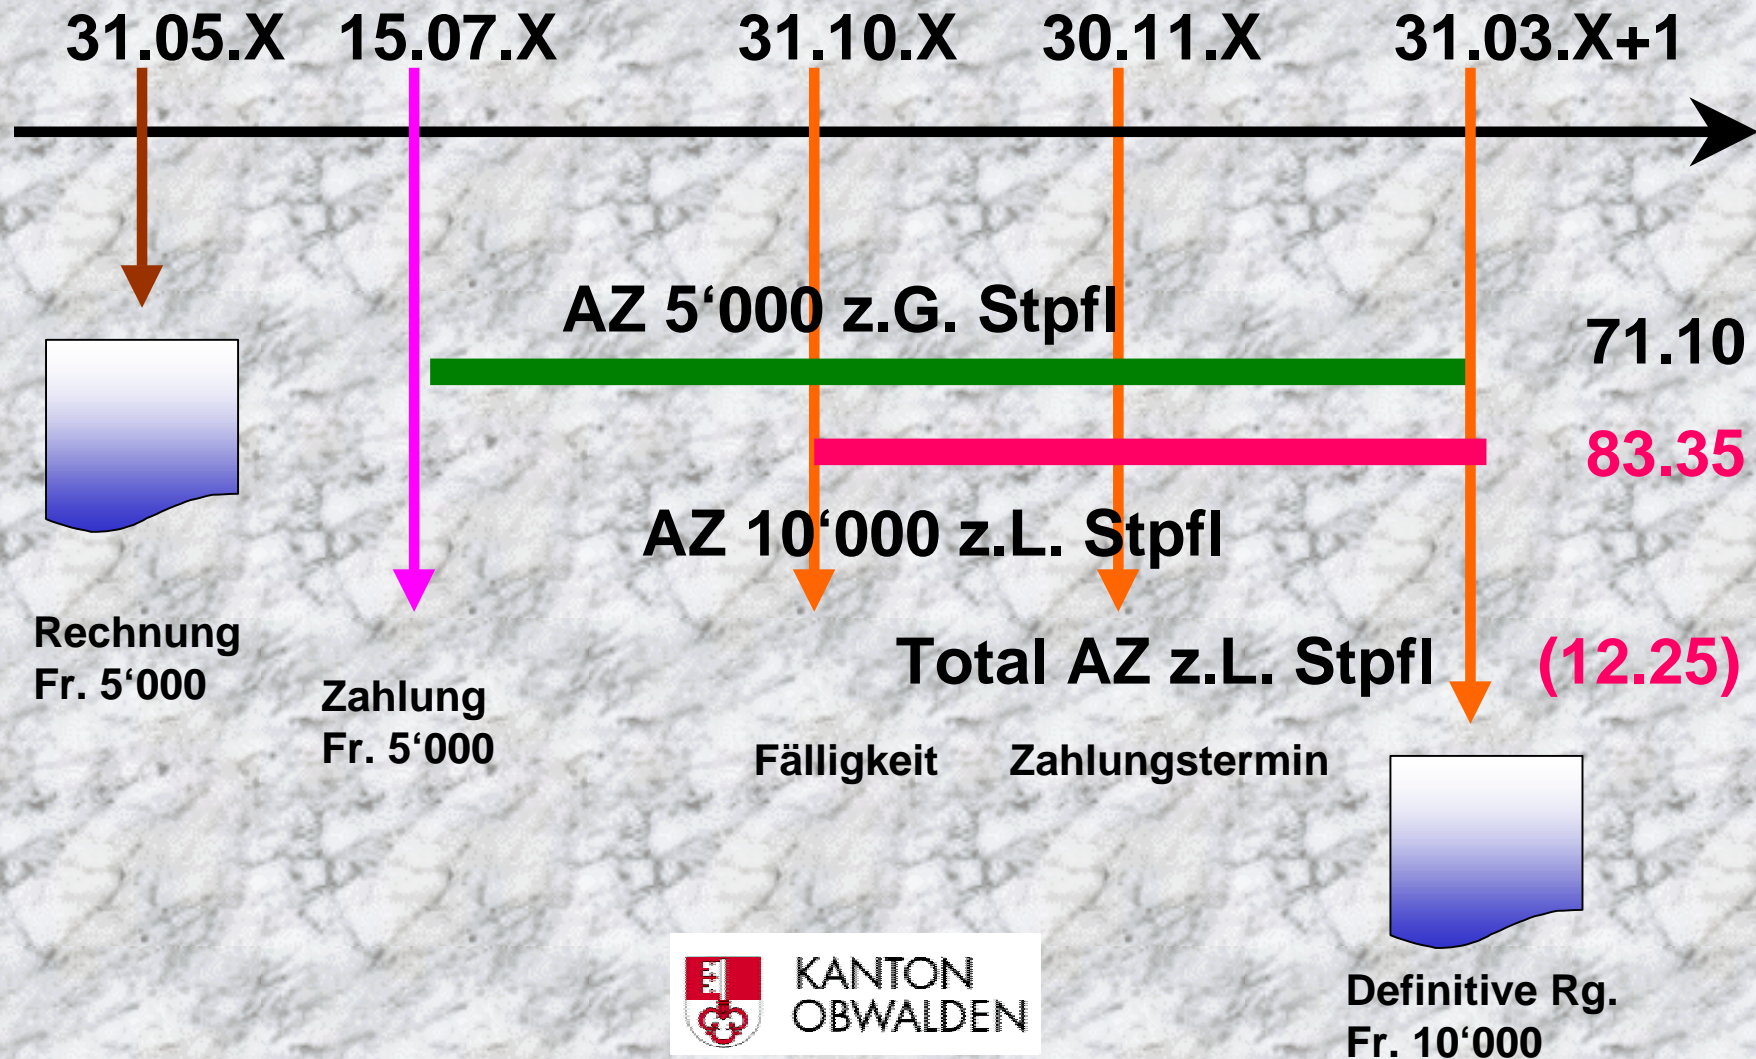 31.05.X 15.07.X 31.10.X 30.11.X 31.03.X+1
AZ 5‘000 z.G. Stpfl
71.10
83.35
AZ 10‘000 z.L. Stpfl
Rechnung
Fr. 5‘000
Total AZ z.L. Stpfl (12.25)
Zahlung
Fr. 5‘000
Fälligkeit Zahlungstermin
KANTON
OBWALDEN
Definitive Rg.
Fr. 10‘000